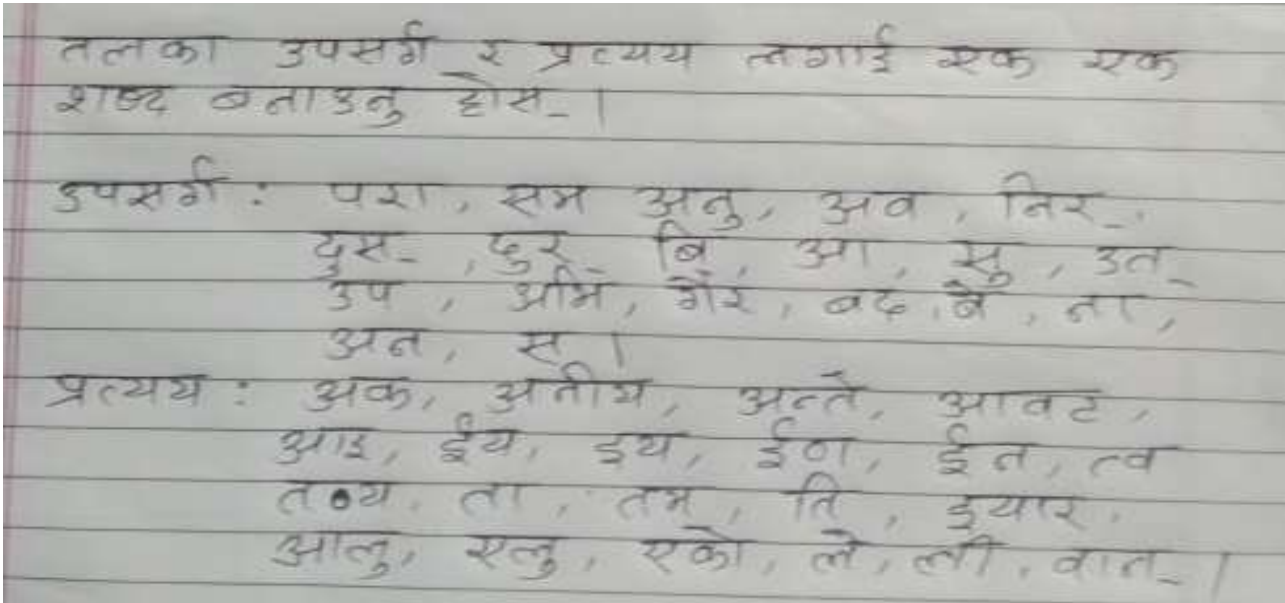 तलका उपसर्ग र प्रत्यय लगाई एक एक
शब्द बनाउनु होस् ।
उपसर्ग : परा, सम अनु, अव, निर्,
दुस्, दुर् बि, आ, सु, उत्
उप, अभि, गैर, बद, बे, ना,
अन, स ।
प्रत्यय : अक, अनीय, अन्ते, आवट,
आइ, ईय, इय, ईण, ईन, त्व
तव्य, ता, तम, ति, इयार,
आलु, एलु, एको, ले, ली, वान् ।